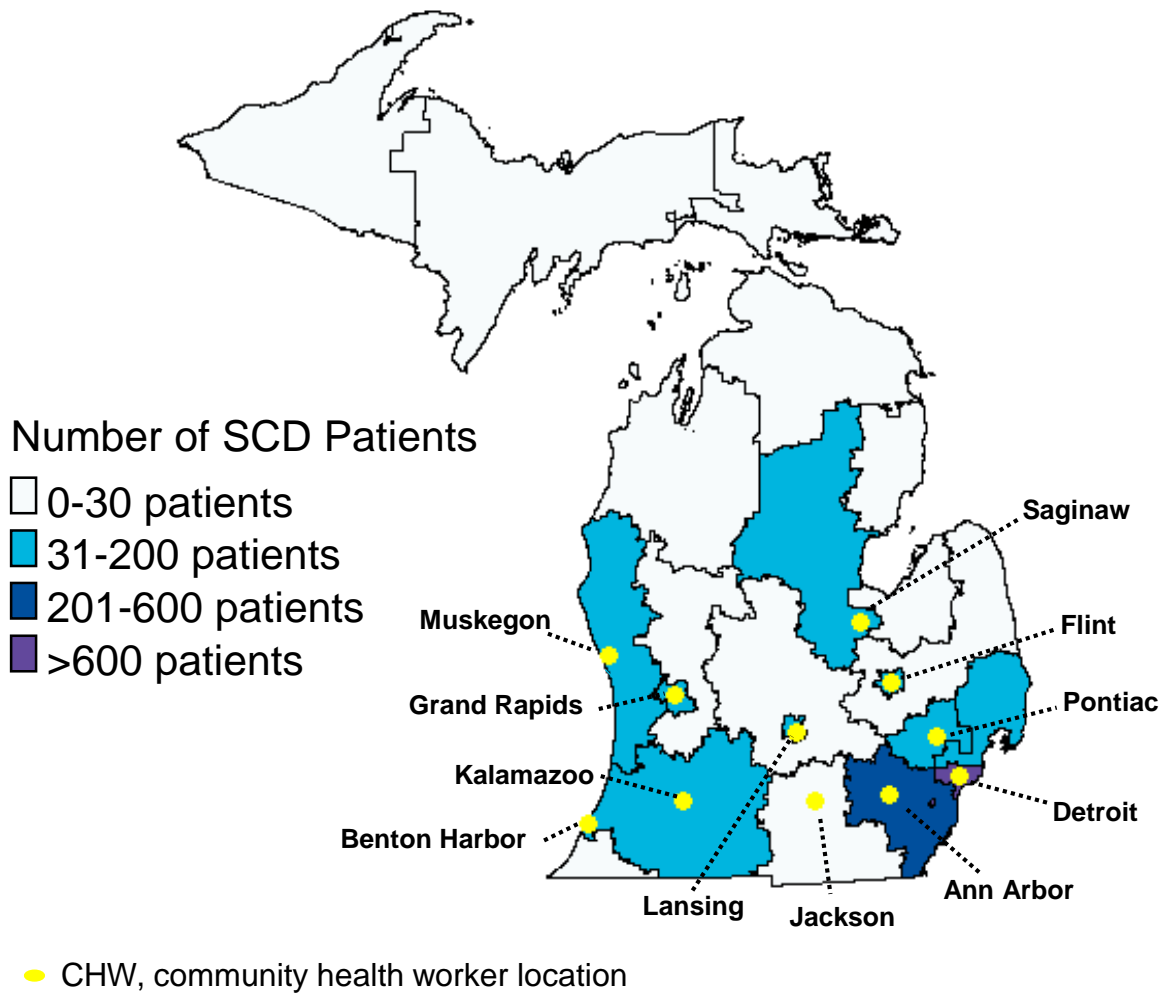 Number of SCD Patients
0-30 patients
31-200 patients
201-600 patients
>600 patients
Saginaw
Muskegon
Flint
Grand Rapids
Pontiac
Kalamazoo
Detroit
Benton Harbor
Ann Arbor
Lansing
Jackson
CHW, community health worker location